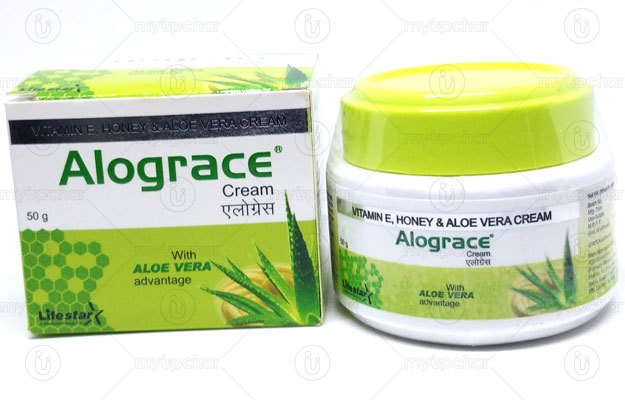 VITAMIN E, HONEY & ALOE VERA CREAM
Alograce®
Cream
एलोग्रेस
50 g
With
ALOE VERA
advantage
Lifestar
VITAMIN E, HONEY & ALOE VERA CREAM
Alograce®
Cream
एलोग्रेस
50 g
With
ALOE VERA
advantage
myUpchar